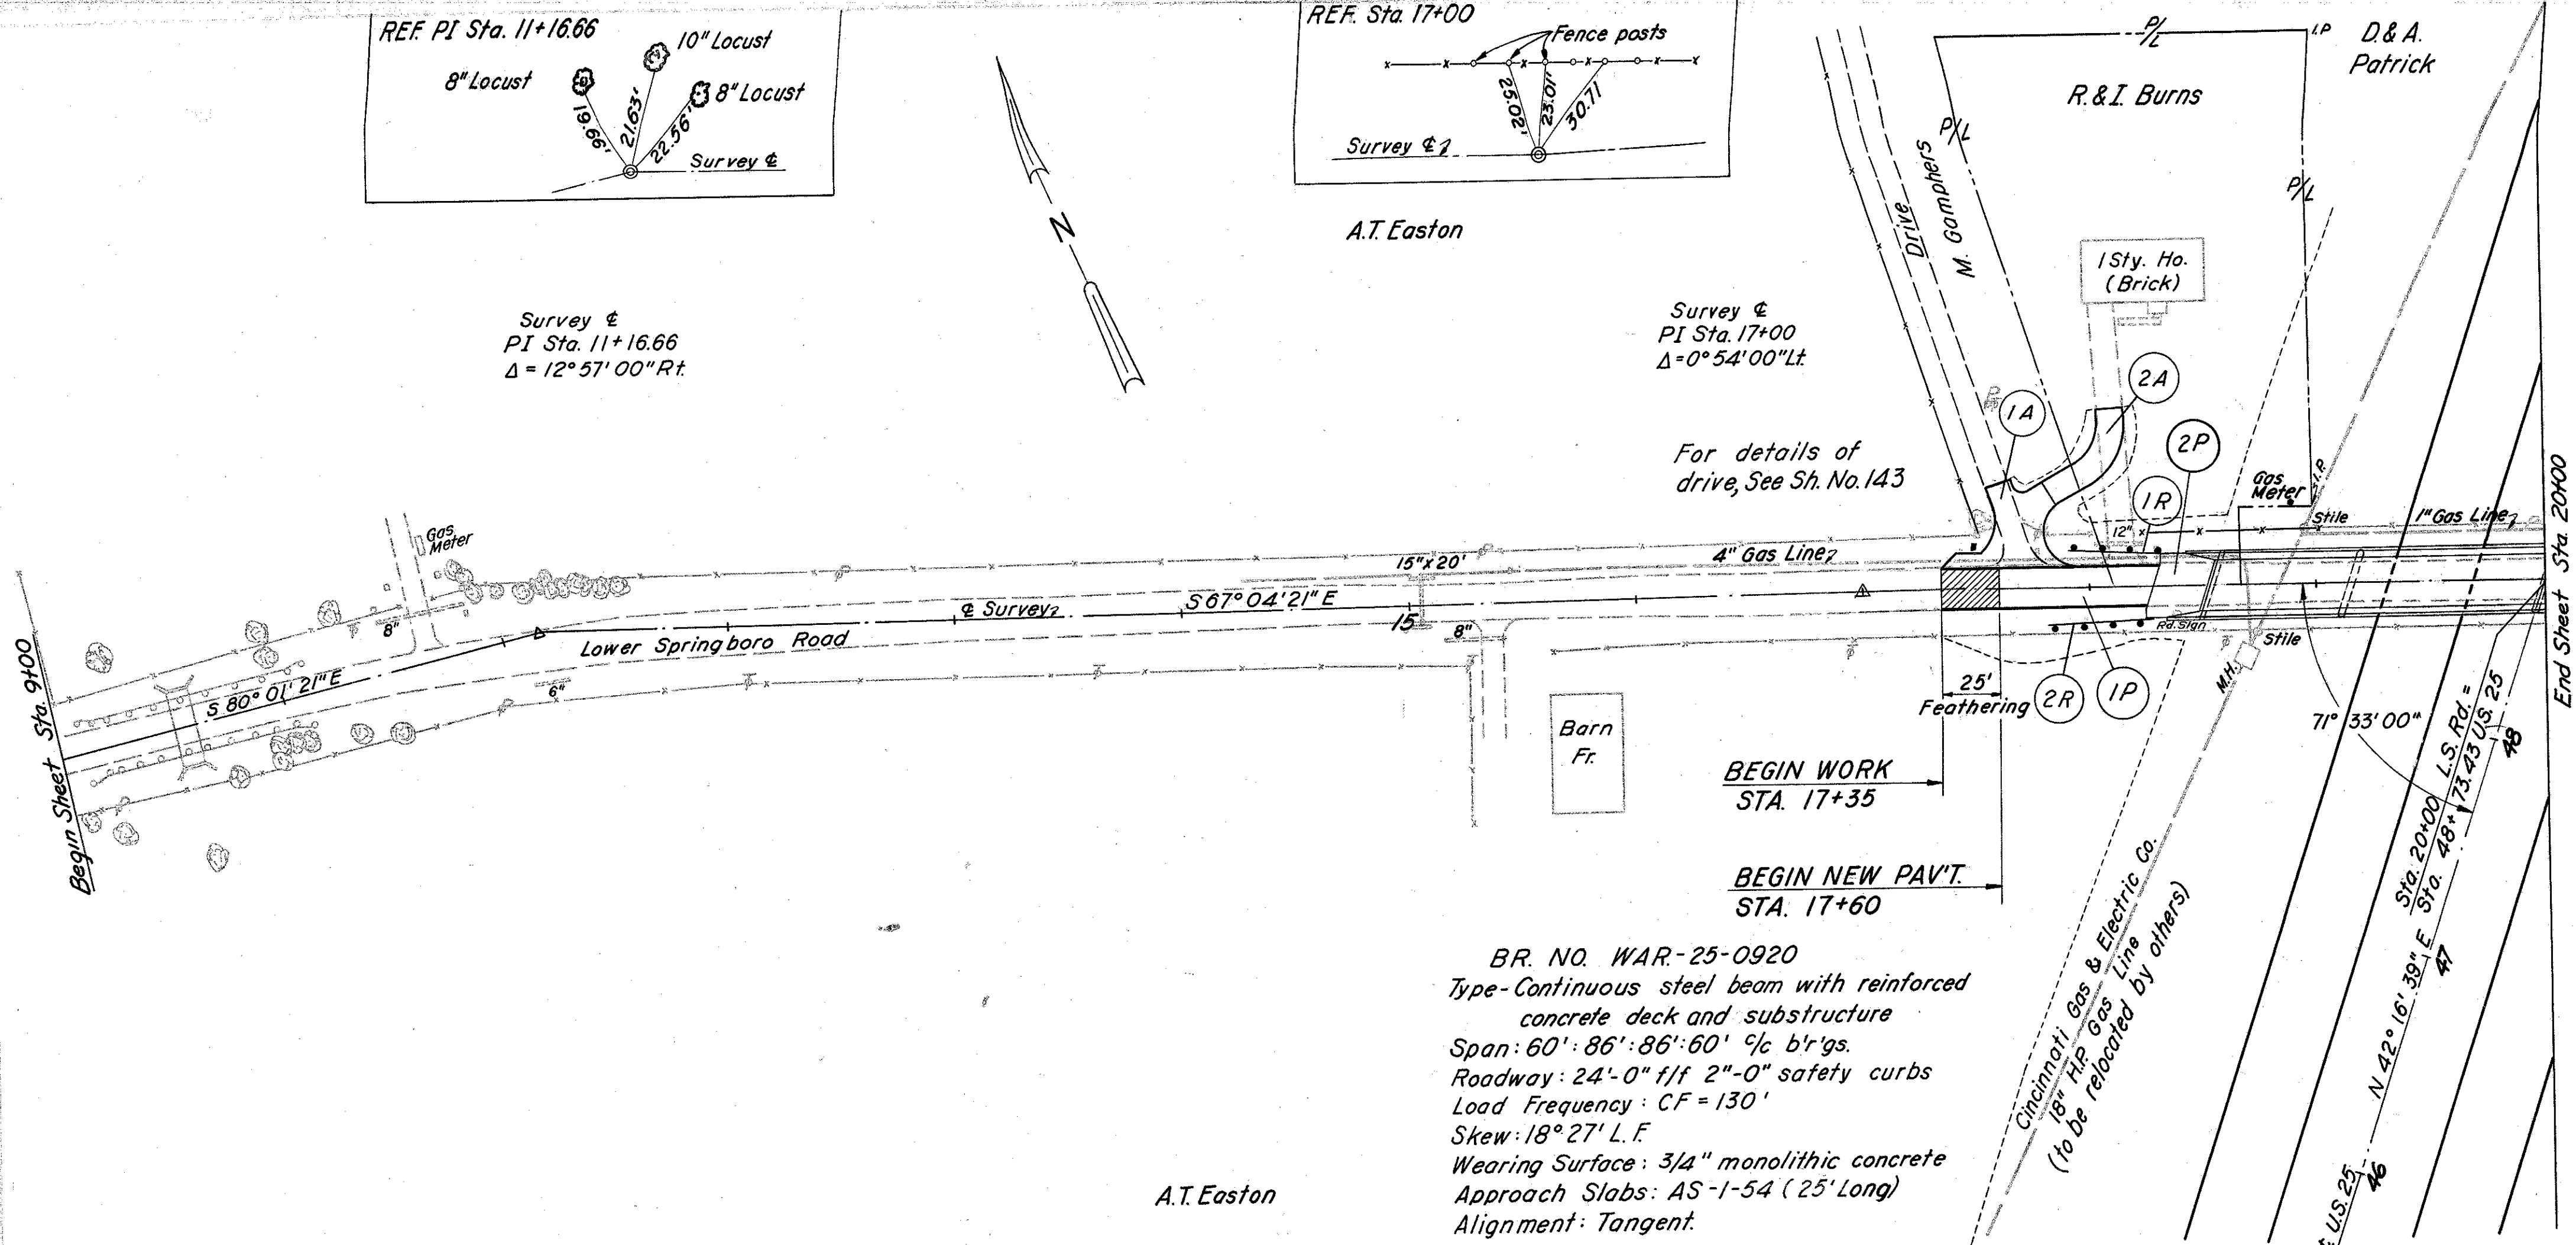 REF. PI Sta. 11+16.66
10" Locust
8" Locust
8" Locust
19.66'
21.63'
22.56'
Survey ℄
REF. Sta. 17+00
Fence posts
25.02'
23.01'
30.71
Survey ℄
N
A.T. Easton
Survey ℄
PI Sta. 11+16.66
Δ = 12° 57' 00" Rt.
Survey ℄
PI Sta. 17+00
Δ=0° 54' 00" Lt.
For details of
drive, See Sh. No. 143
Drive
M. Gamphers
P/L
P/L
P/L
I.P.
D.& A.
Patrick
R.& I. Burns
1 Sty. Ho.
(Brick)
1A
2A
2P
1R
12"
Gas
Meter
I.P.
Stile
1" Gas Line
4" Gas Line
15"x20'
Gas
Meter
8"
℄ Survey
S 67° 04' 21" E
Lower Springboro Road
15
8"
6"
S 80° 01' 21" E
Begin Sheet Sta. 9+00
End Sheet Sta. 20+00
Barn
Fr.
25'
Feathering
2R
1P
Rd. Sign
Stile
M.H.
71° 33' 00"
BEGIN WORK
STA. 17+35
BEGIN NEW PAV'T.
STA. 17+60
Sta. 20+00 L.S. Rd. =
Sta. 48+73.43 U.S. 25
48
47
46
N 42° 16' 39" E
℄ U.S. 25
Cincinnati Gas & Electric Co.
18" H.P. Gas Line
(to be relocated by others)
BR. NO. WAR.-25-0920
Type-Continuous steel beam with reinforced
concrete deck and substructure
Span: 60': 86': 86': 60' c/c b'r'gs.
Roadway: 24'-0" f/f 2"-0" safety curbs
Load Frequency: CF = 130'
Skew: 18° 27' L. F.
Wearing Surface: 3/4" monolithic concrete
Approach Slabs: AS-1-54 (25' Long)
Alignment: Tangent.
A.T. Easton